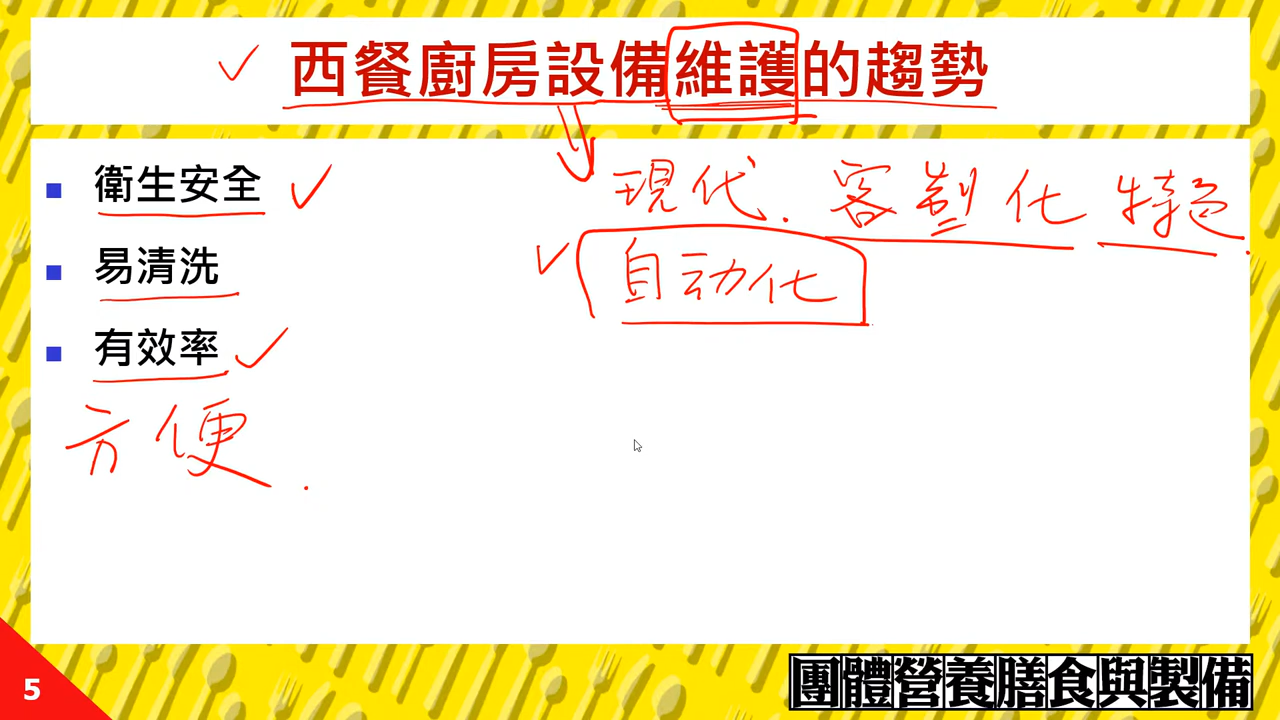 西餐廚房設備維護的趨勢
衛生安全
易清洗
有效率
方便.
現代. 客製化 特色.
自动化
5
團體營養膳食與製備